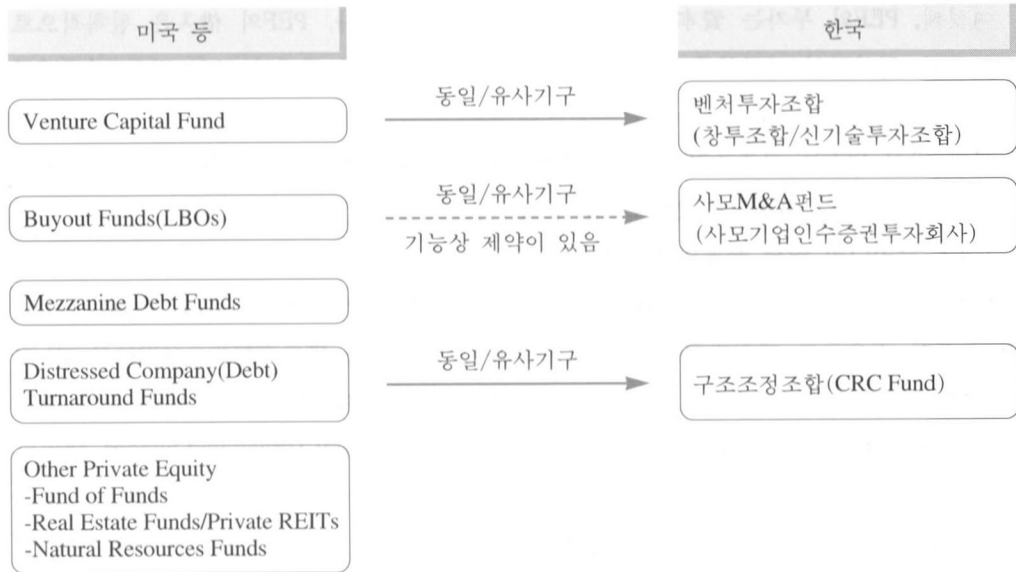 미국 등
한국
Venture Capital Fund
동일/유사기구
벤처투자조합
(창투조합/신기술투자조합)
Buyout Funds(LBOs)
동일/유사기구
기능상 제약이 있음
사모M&A펀드
(사모기업인수증권투자회사)
Mezzanine Debt Funds
Distressed Company(Debt)
Turnaround Funds
동일/유사기구
구조조정조합(CRC Fund)
Other Private Equity
-Fund of Funds
-Real Estate Funds/Private REITs
-Natural Resources Funds